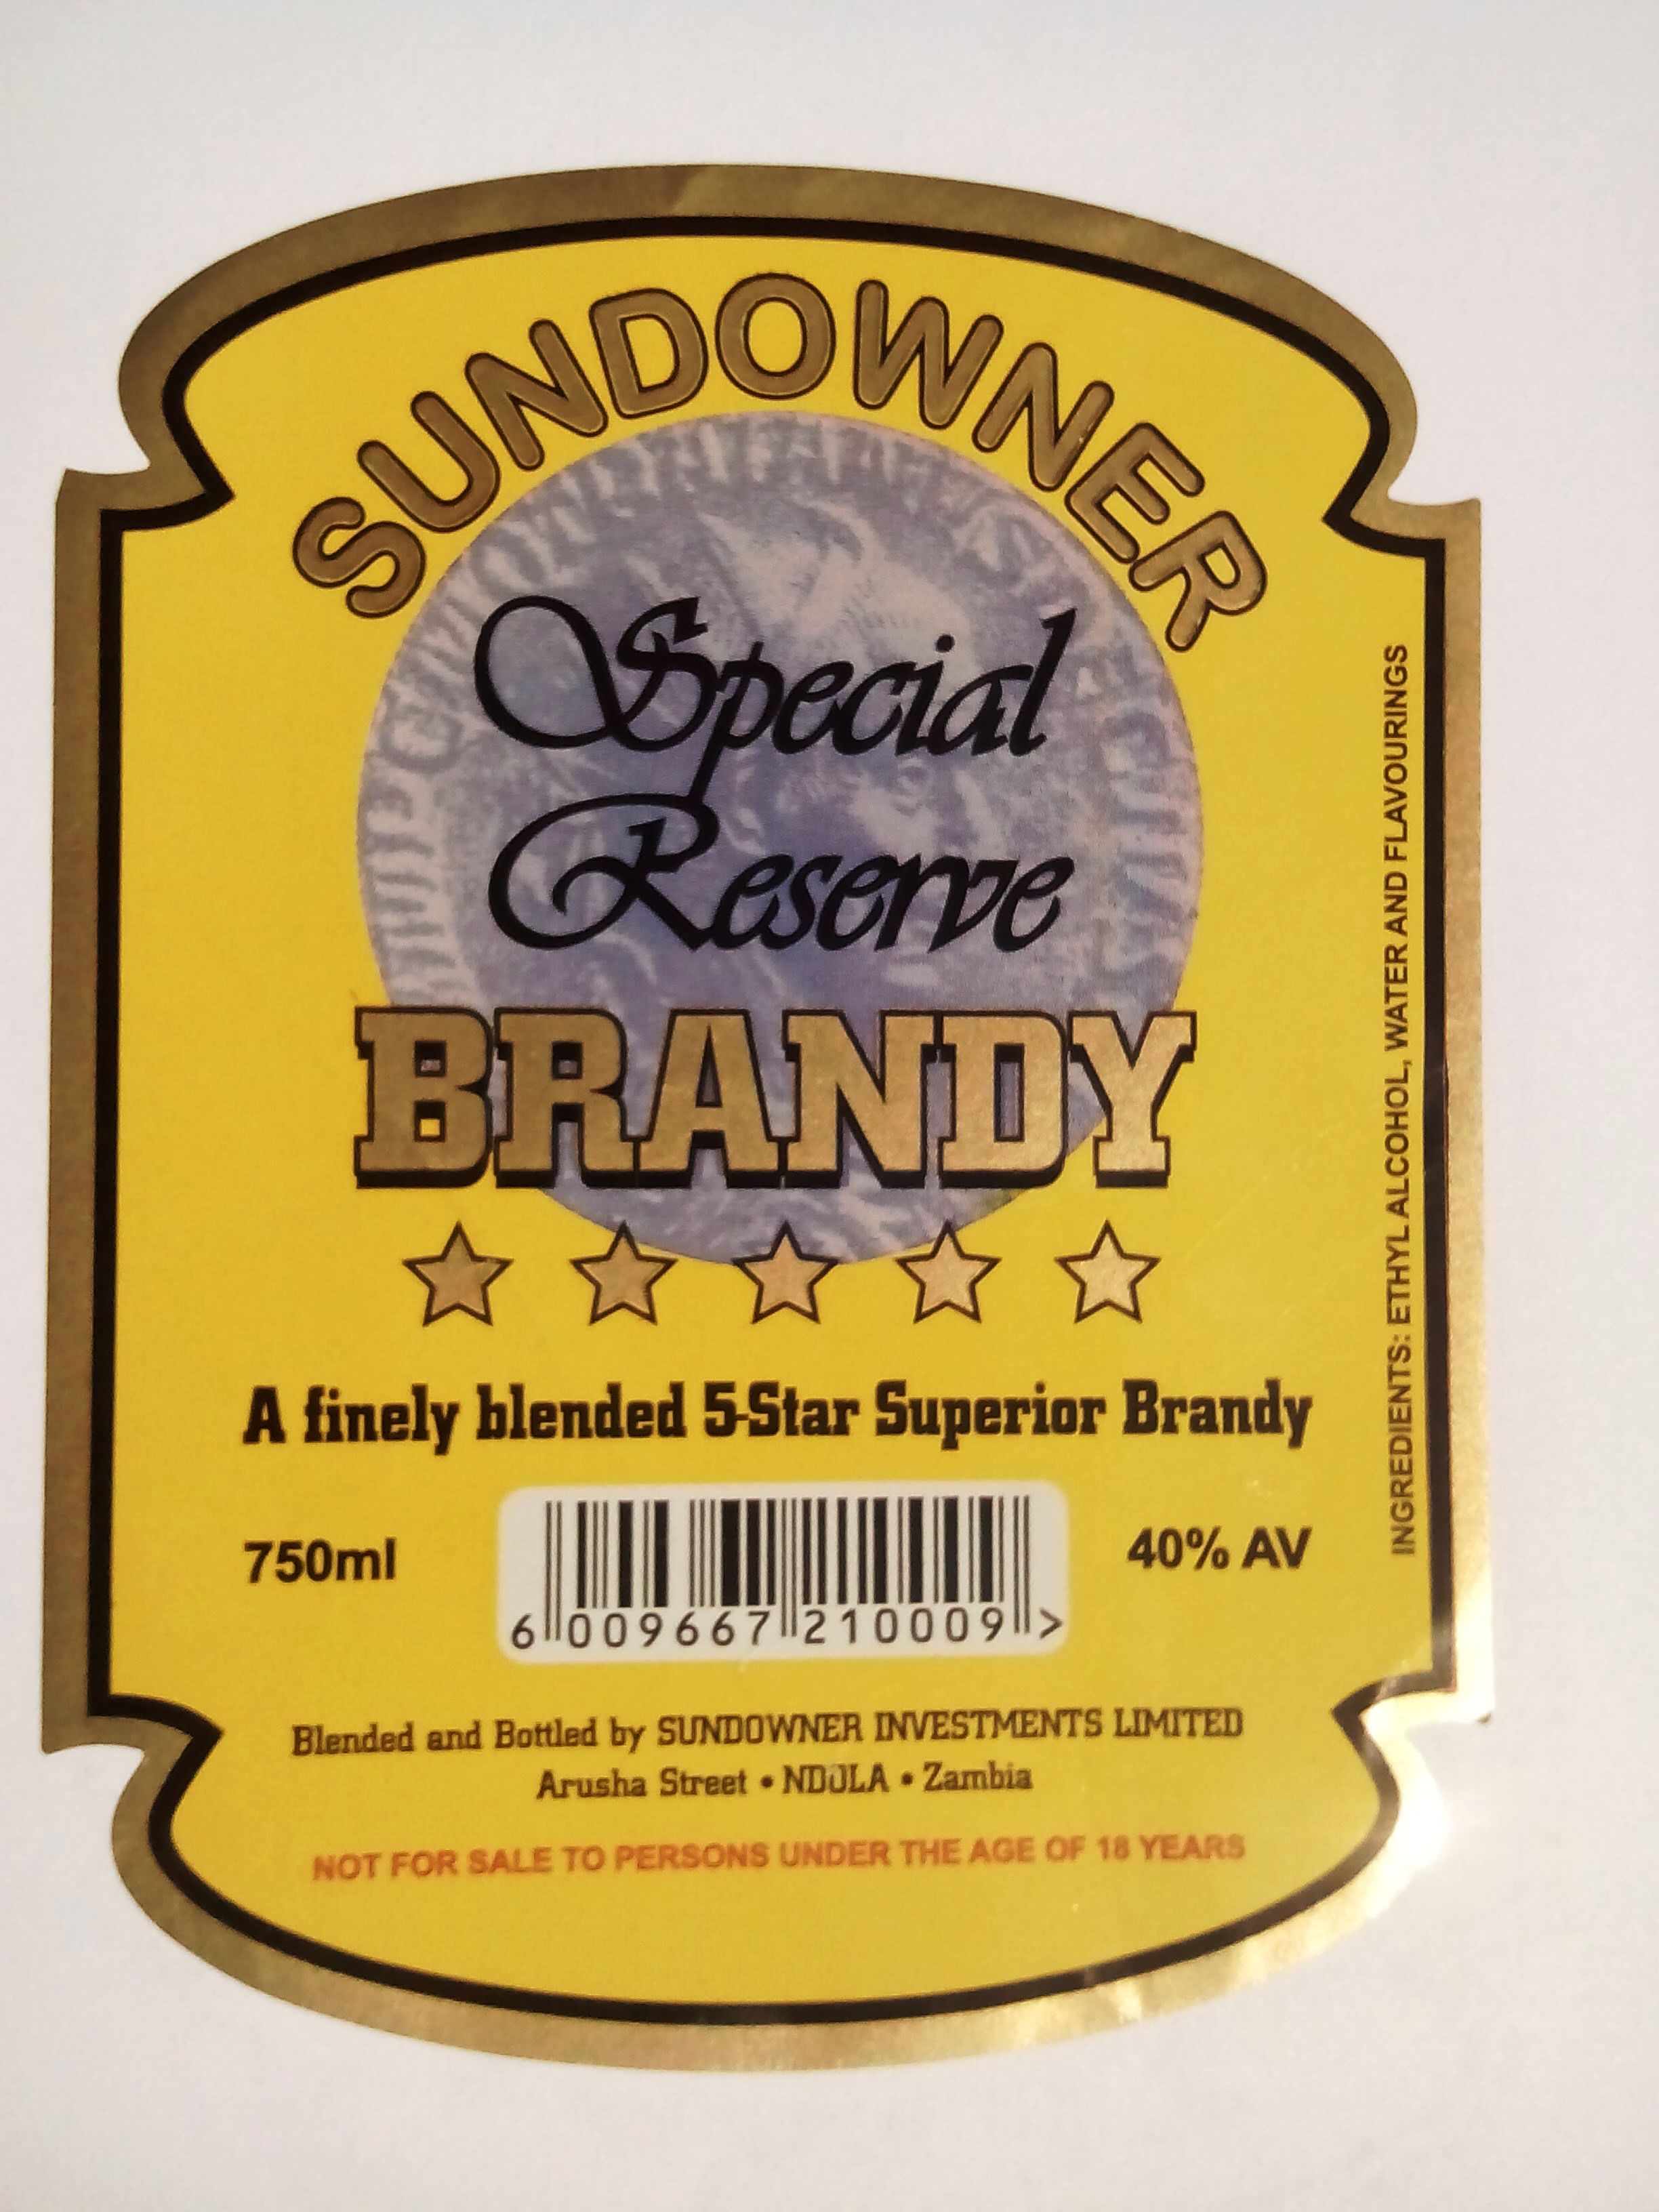 SUNDOWNER
Special
Reserve
BRANDY
A finely blended 5-Star Superior Brandy
750ml
6 009667 210009 >
40% AV
Blended and Bottled by SUNDOWNER INVESTMENTS LIMITED
Arusha Street • NDOLA • Zambia
NOT FOR SALE TO PERSONS UNDER THE AGE OF 18 YEARS
INGREDIENTS: ETHYL ALCOHOL, WATER AND FLAVOURINGS